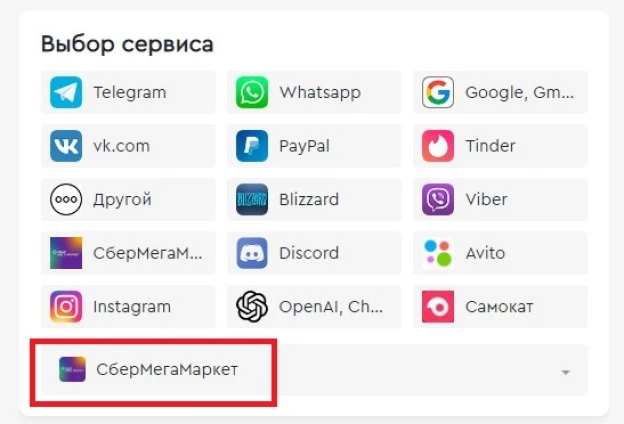 Выбор сервиса
Telegram
Whatsapp
Google, Gm...
vk.com
PayPal
Tinder
Другой
BLIZZARD
Blizzard
Viber
СберМегаМ...
Discord
Avito
Instagram
OpenAI, Ch...
Самокат
СберМегаМаркет